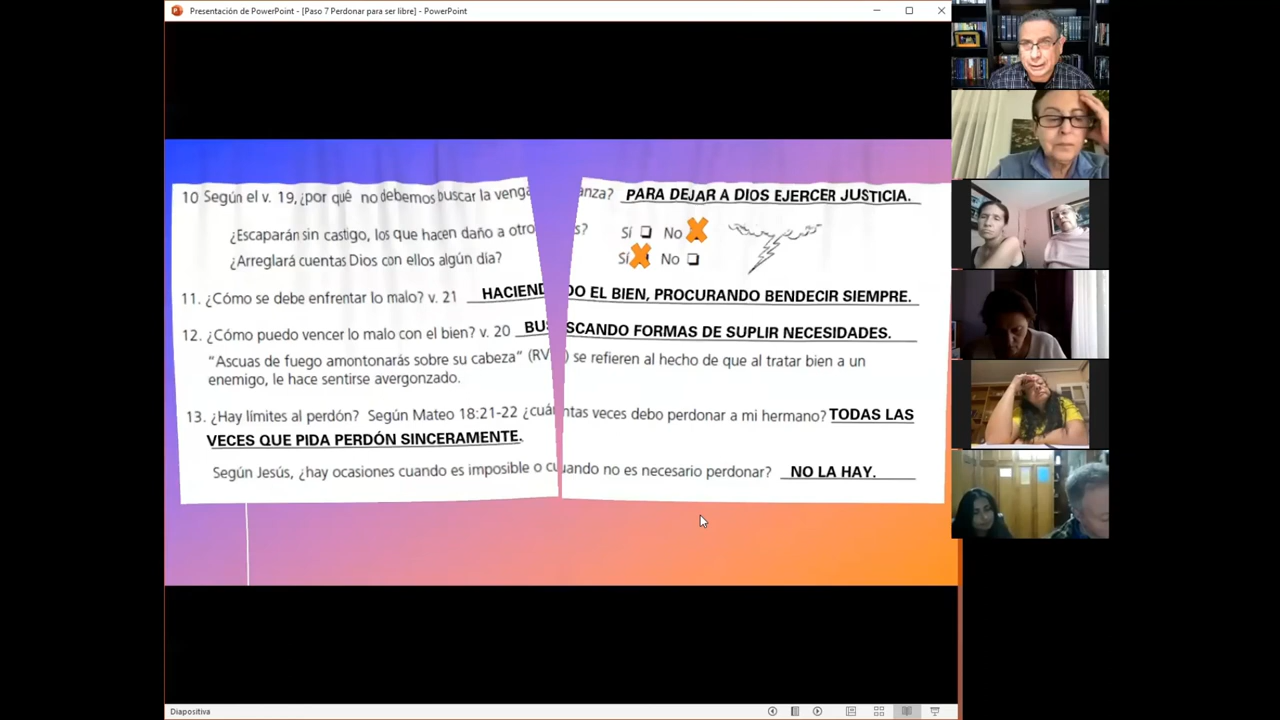 Presentación de PowerPoint - [Paso 7 Perdonar para ser libre] - PowerPoint
10 Según el v. 19, ¿por qué no debemos buscar la venganza? PARA DEJAR A DIOS EJERCER JUSTICIA.
¿Escaparán sin castigo, los que hacen daño a otros? Sí No
¿Arreglará cuentas Dios con ellos algún día? Sí No
11. ¿Cómo se debe enfrentar lo malo? v. 21 HACIENDO EL BIEN, PROCURANDO BENDECIR SIEMPRE.
12. ¿Cómo puedo vencer lo malo con el bien? v. 20 BUSCANDO FORMAS DE SUPLIR NECESIDADES.
"Ascuas de fuego amontonarás sobre su cabeza" (RV) se refieren al hecho de que al tratar bien a un
enemigo, le hace sentirse avergonzado.
13. ¿Hay límites al perdón? Según Mateo 18:21-22 ¿cuántas veces debo perdonar a mi hermano? TODAS LAS
VECES QUE PIDA PERDÓN SINCERAMENTE.
Según Jesús, ¿hay ocasiones cuando es imposible o cuando no es necesario perdonar? NO LA HAY.
Diapositiva